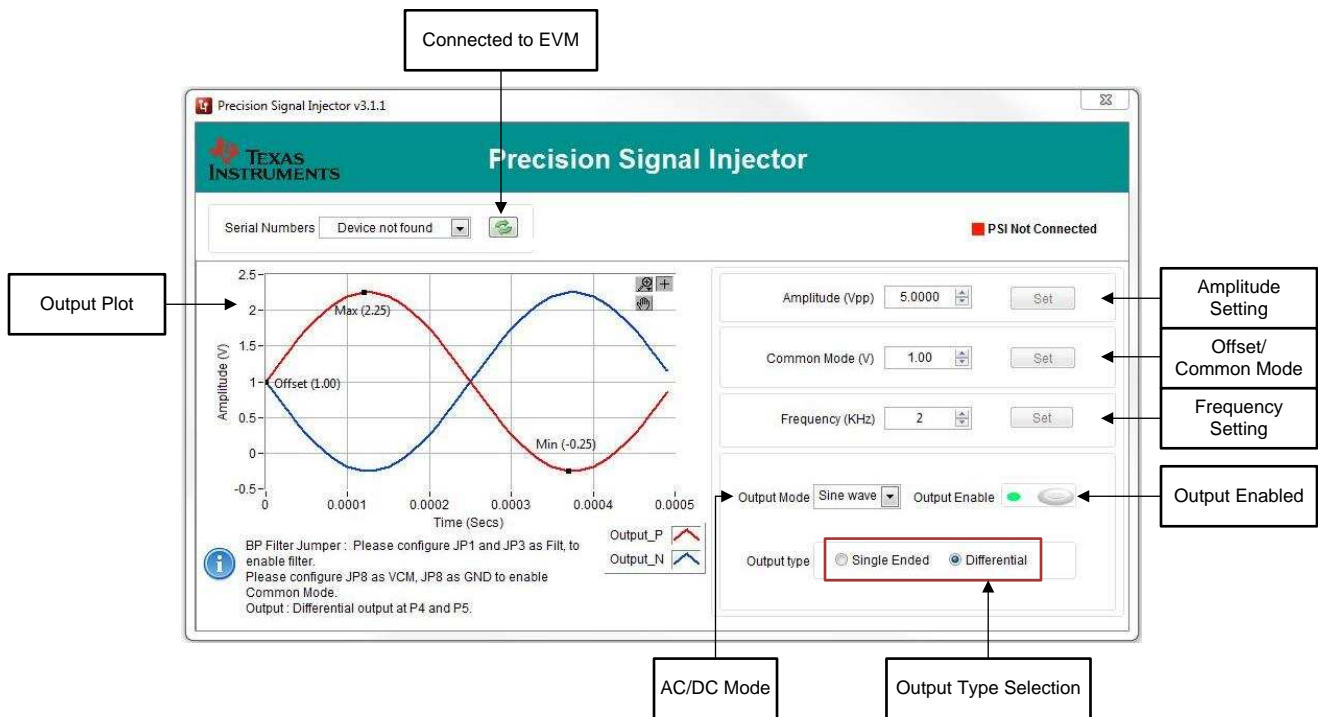 Connected to EVM
Precision Signal Injector v3.1.1
TEXAS
INSTRUMENTS
Precision Signal Injector
Serial Numbers
Device not found
PSI Not Connected
Output Plot
2.5
2
1.5
1
0.5
0
-0.5
Amplitude (V)
Max (2.25)
Offset (1.00)
Min (-0.25)
0
0.0001
0.0002
0.0003
0.0004
0.0005
Time (Secs)
Output_P
Output_N
BP Filter Jumper : Please configure JP1 and JP3 as Filt, to
enable filter.
Please configure JP8 as VCM, JP8 as GND to enable
Common Mode.
Output : Differential output at P4 and P5.
Amplitude (Vpp)
5.0000
Set
Amplitude
Setting
Common Mode (V)
1.00
Set
Offset/
Common Mode
Frequency (KHz)
2
Set
Frequency
Setting
Output Mode
Sine wave
Output Enable
Output Enabled
Output type
Single Ended
Differential
AC/DC Mode
Output Type Selection